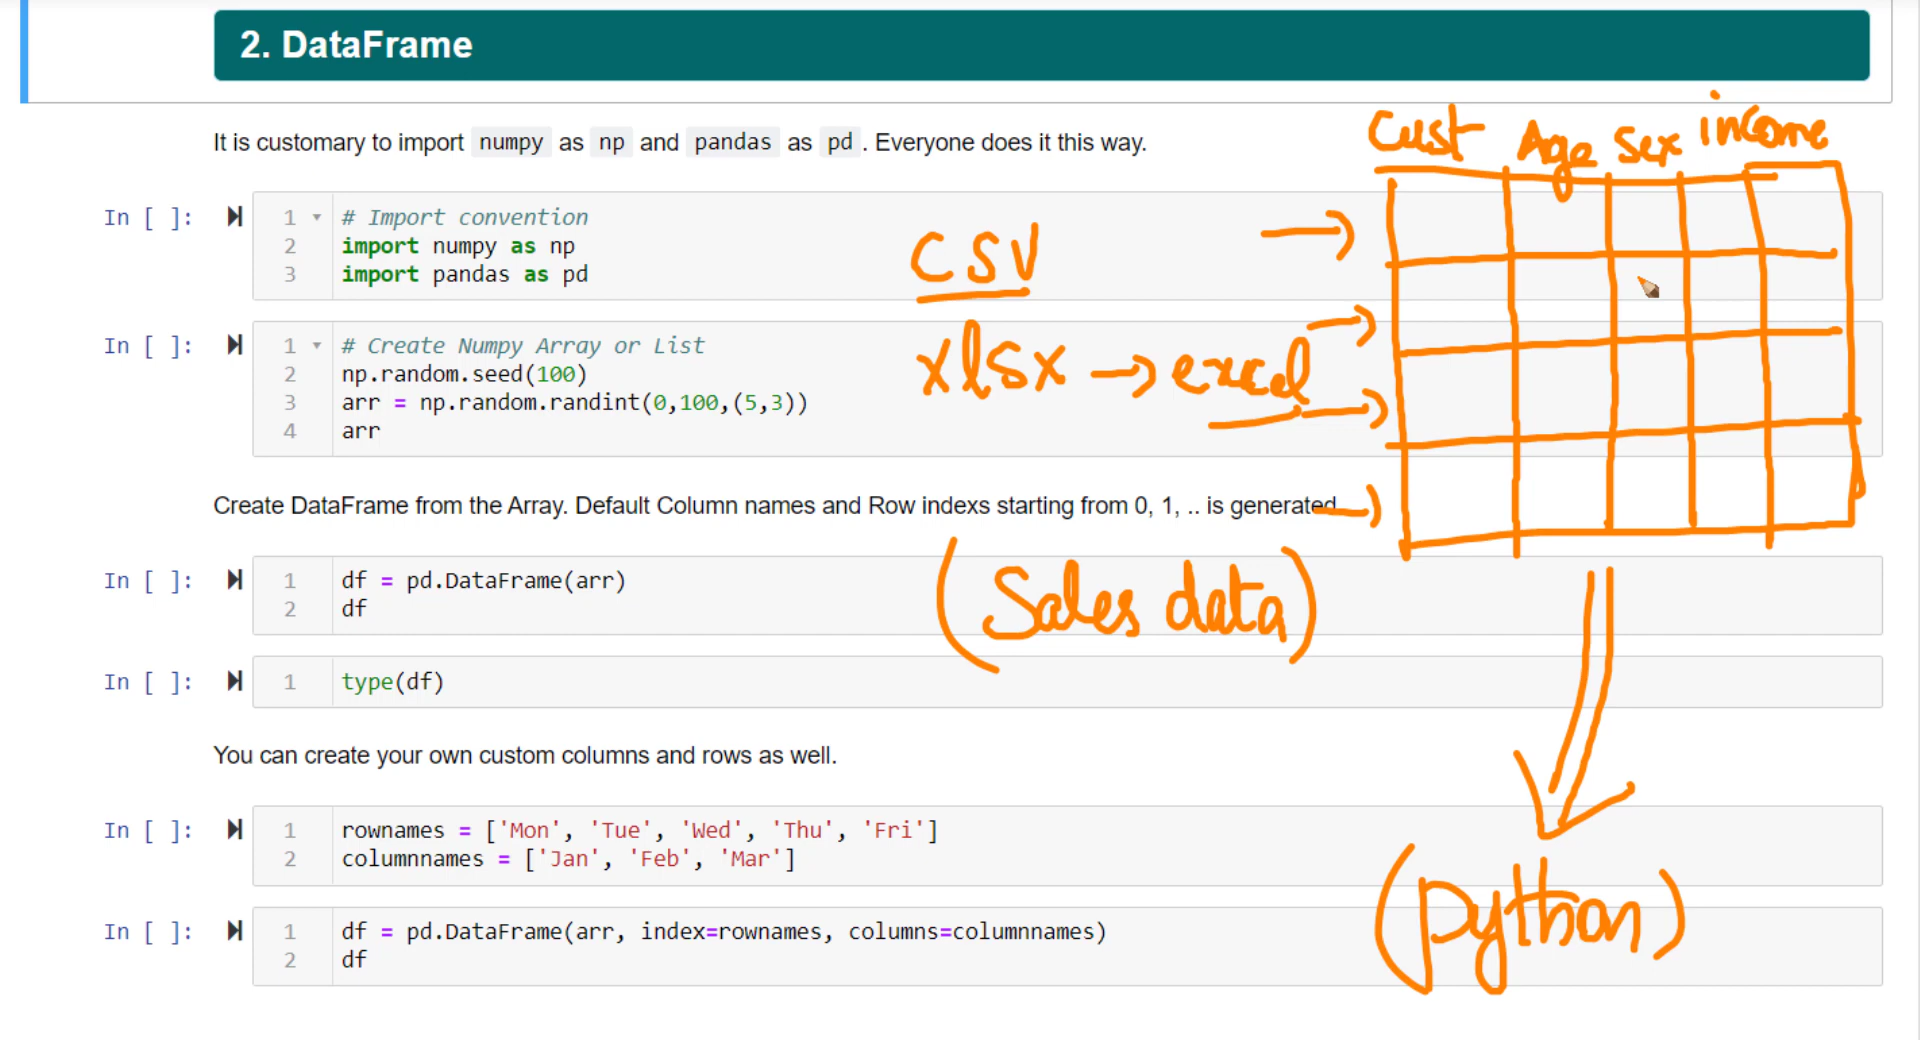 2. DataFrame
It is customary to import numpy as np and pandas as pd . Everyone does it this way.
Cust Age Sex income
In [ ]: 1 # Import convention
2 import numpy as np
3 import pandas as pd
CSV
In [ ]: 1 # Create Numpy Array or List
2 np.random.seed(100)
3 arr = np.random.randint(0,100,(5,3))
4 arr
xlsx → excel
Create DataFrame from the Array. Default Column names and Row indexs starting from 0, 1, .. is generated
In [ ]: 1 df = pd.DataFrame(arr)
2 df
(Sales data)
In [ ]: 1 type(df)
You can create your own custom columns and rows as well.
In [ ]: 1 rownames = ['Mon', 'Tue', 'Wed', 'Thu', 'Fri']
2 columnnames = ['Jan', 'Feb', 'Mar']
In [ ]: 1 df = pd.DataFrame(arr, index=rownames, columns=columnnames)
2 df
(python)